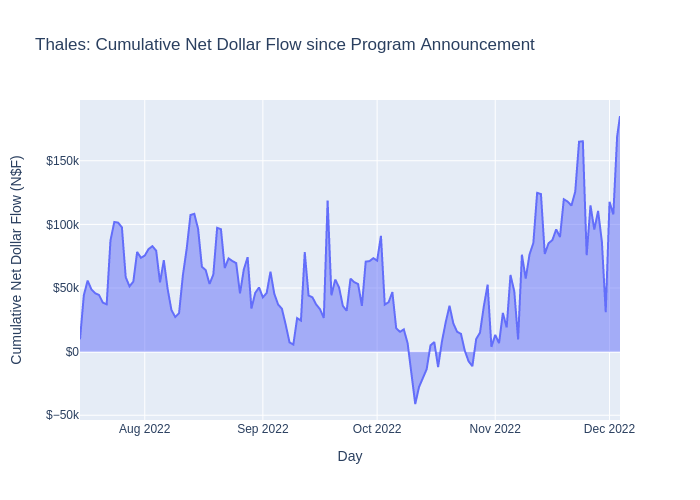 Thales: Cumulative Net Dollar Flow since Program Announcement
Cumulative Net Dollar Flow (N$F)
$150k
$100k
$50k
$0
$−50k
Aug 2022
Sep 2022
Oct 2022
Nov 2022
Dec 2022
Day